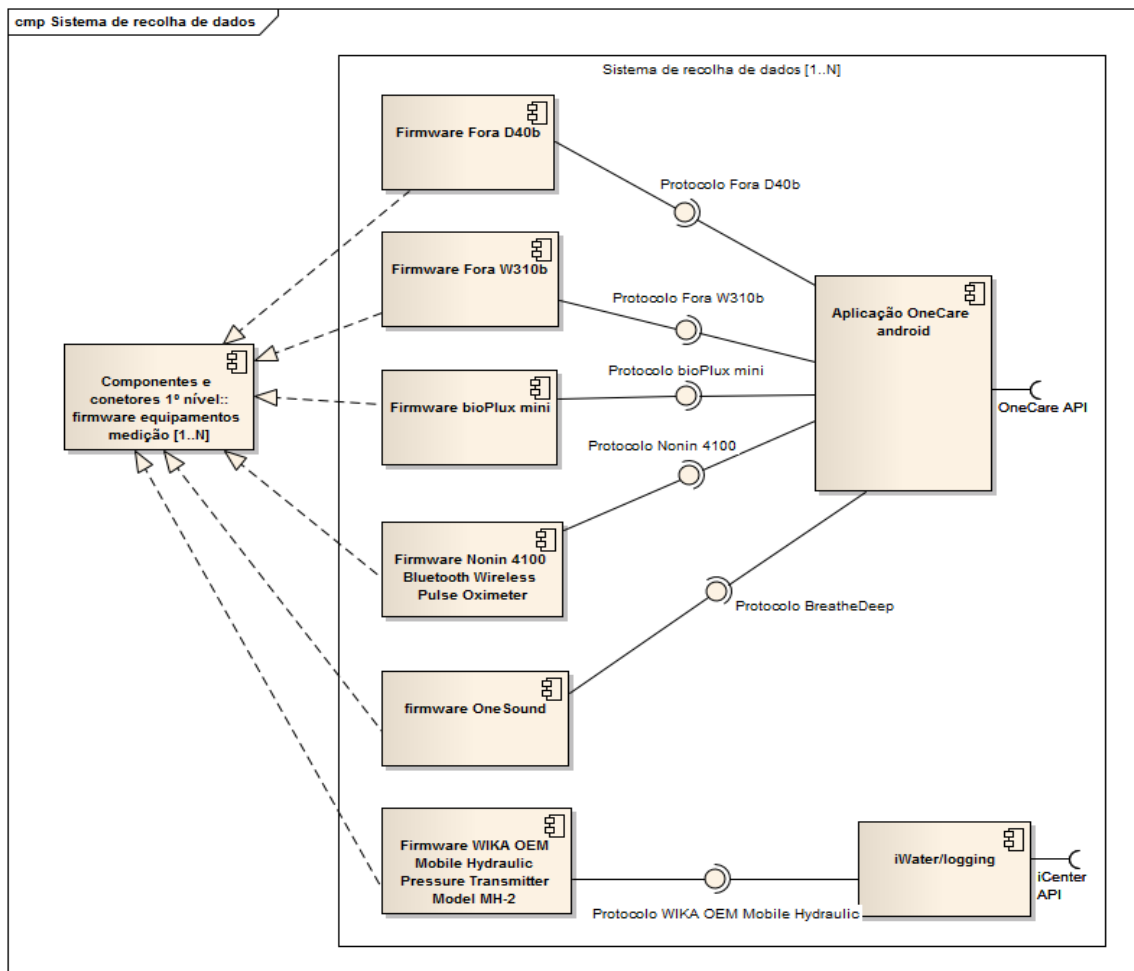 cmp Sistema de recolha de dados
Sistema de recolha de dados [1..N]
Firmware Fora D40b
Protocolo Fora D40b
Firmware Fora W310b
Protocolo Fora W310b
Aplicação OneCare
android
Componentes e
conetores 1º nível::
firmware equipamentos
medição [1..N]
Firmware bioPlux mini
Protocolo bioPlux mini
OneCare API
Protocolo Nonin 4100
Firmware Nonin 4100
Bluetooth Wireless
Pulse Oximeter
Protocolo BreatheDeep
firmware OneSound
Firmware WIKA OEM
Mobile Hydraulic
Pressure Transmitter
Model MH-2
Protocolo WIKA OEM Mobile Hydraulic
iWater/logging
iCenter
API